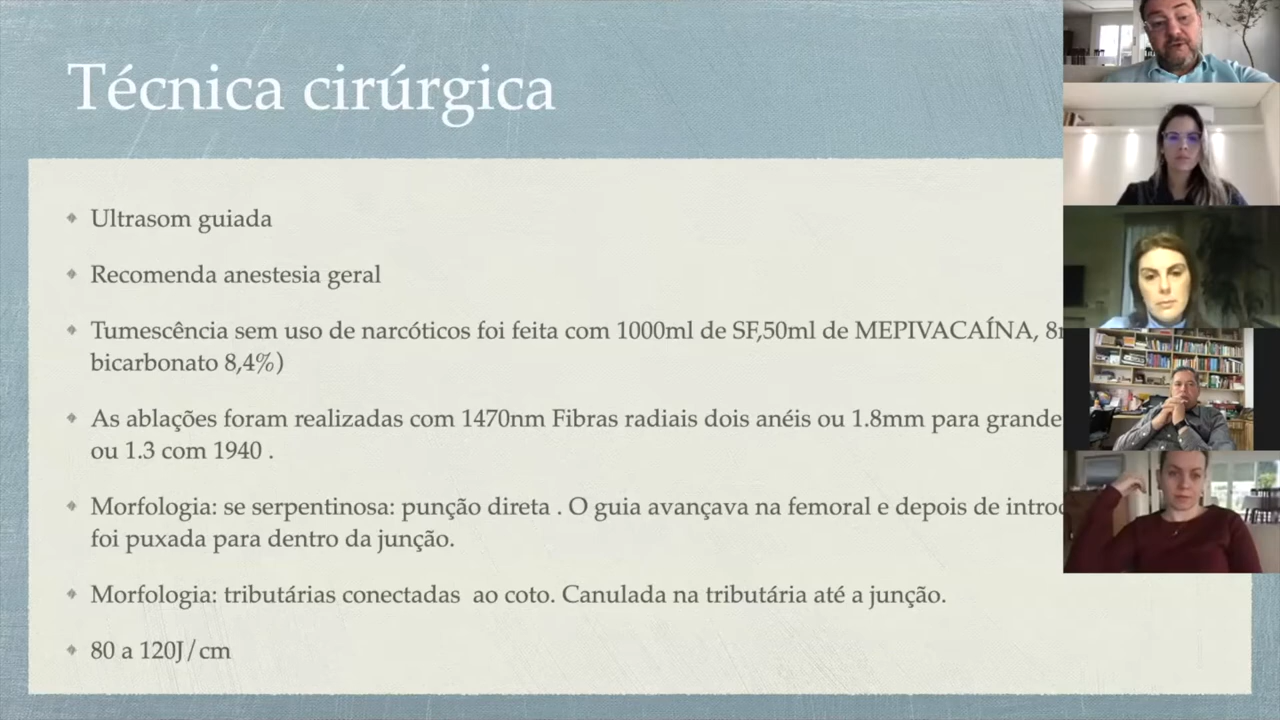 Técnica cirúrgica
Ultrasom guiada
Recomenda anestesia geral
Tumescência sem uso de narcóticos foi feita com 1000ml de SF,50ml de MEPIVACAÍNA,
bicarbonato 8,4%)
As ablações foram realizadas com 1470nm Fibras radiais dois anéis ou 1.8mm para
ou 1.3 com 1940 .
Morfologia: se serpentinosa: punção direta . O guia avançava na femoral e depois de
foi puxada para dentro da junção.
Morfologia: tributárias conectadas ao coto. Canulada na tributária até a junção.
80 a 120J/cm